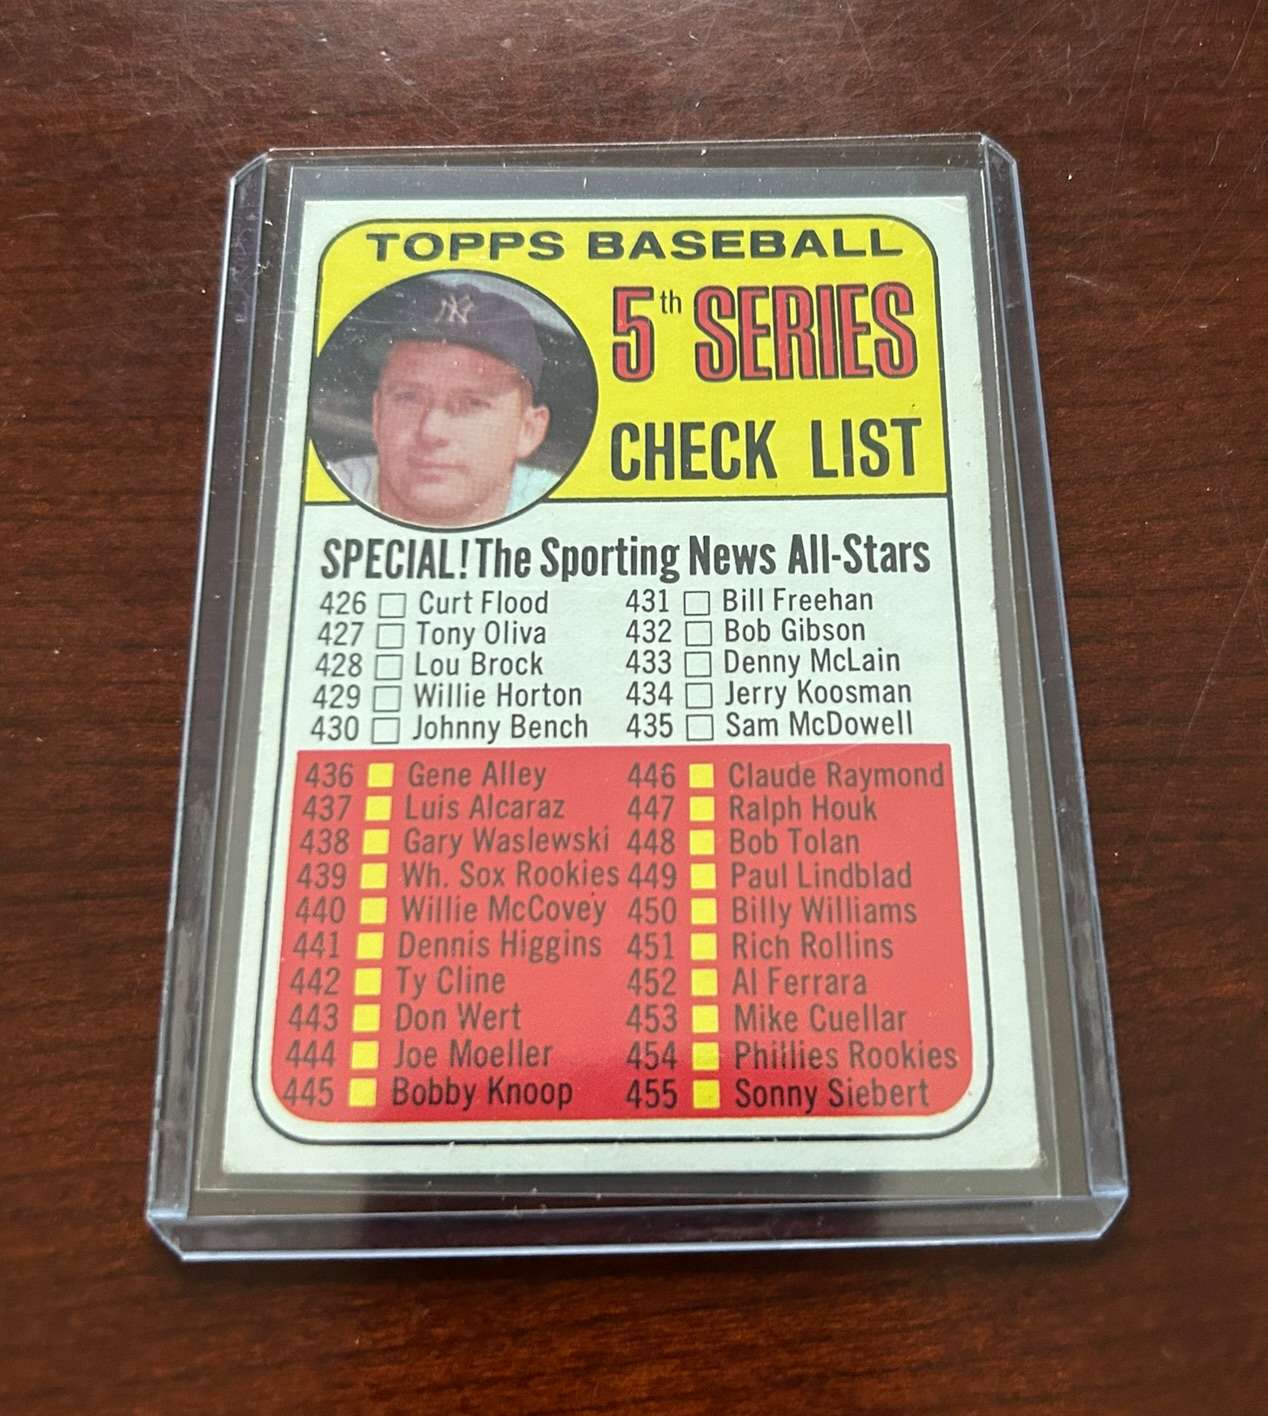 TOPPS BASEBALL
NY
5th SERIES
CHECK LIST
SPECIAL! The Sporting News All-Stars
426 Curt Flood
427 Tony Oliva
428 Lou Brock
429 Willie Horton
430 Johnny Bench
431 Bill Freehan
432 Bob Gibson
433 Denny McLain
434 Jerry Koosman
435 Sam McDowell
436 Gene Alley
437 Luis Alcaraz
438 Gary Waslewski
439 Wh. Sox Rookies
440 Willie McCovey
441 Dennis Higgins
442 Ty Cline
443 Don Wert
444 Joe Moeller
445 Bobby Knoop
446 Claude Raymond
447 Ralph Houk
448 Bob Tolan
449 Paul Lindblad
450 Billy Williams
451 Rich Rollins
452 Al Ferrara
453 Mike Cuellar
454 Phillies Rookies
455 Sonny Siebert